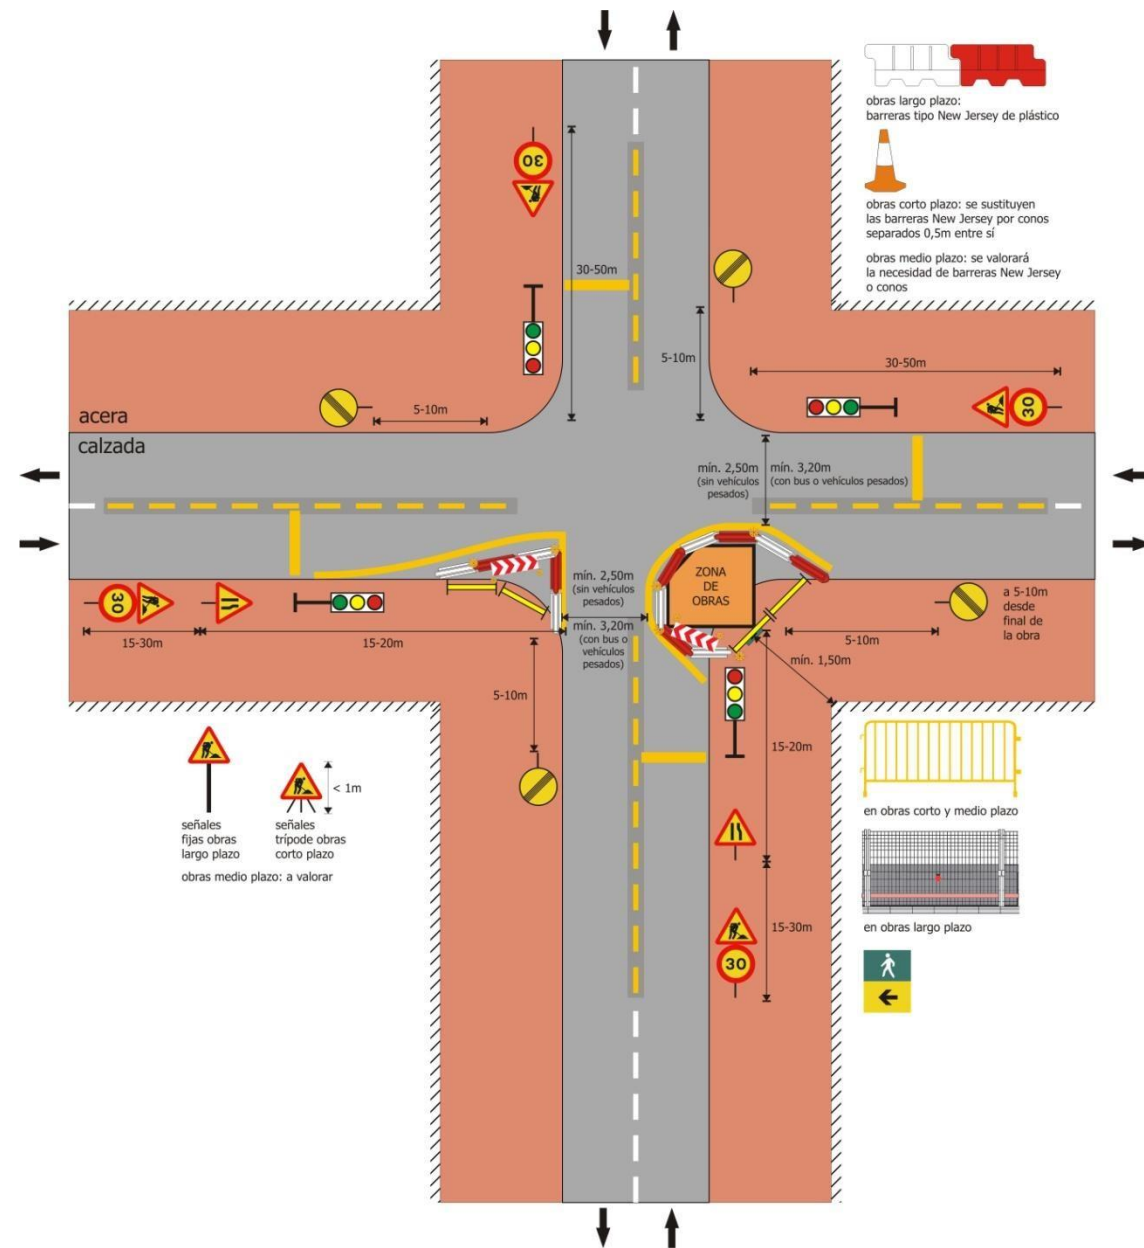 obras largo plazo:
barreras tipo New Jersey de plástico
30
obras corto plazo: se sustituyen
las barreras New Jersey por conos
separados 0,5m entre sí
30-50m
obras medio plazo: se valorará
la necesidad de barreras New Jersey
o conos
5-10m
30-50m
5-10m
30
acera
calzada
mín. 2,50m
(sin vehículos
pesados)
mín. 3,20m
(con bus o vehículos pesados)
ZONA
DE
OBRAS
mín. 2,50m
(sin vehículos
pesados)
mín. 3,20m
(con bus o
vehículos
pesados)
30
a 5-10m
desde
final de
la obra
15-30m
15-20m
5-10m
mín. 1,50m
5-10m
15-20m
< 1m
señales
fijas obras
largo plazo
señales
trípode obras
corto plazo
obras medio plazo: a valorar
en obras corto y medio plazo
15-30m
30
en obras largo plazo